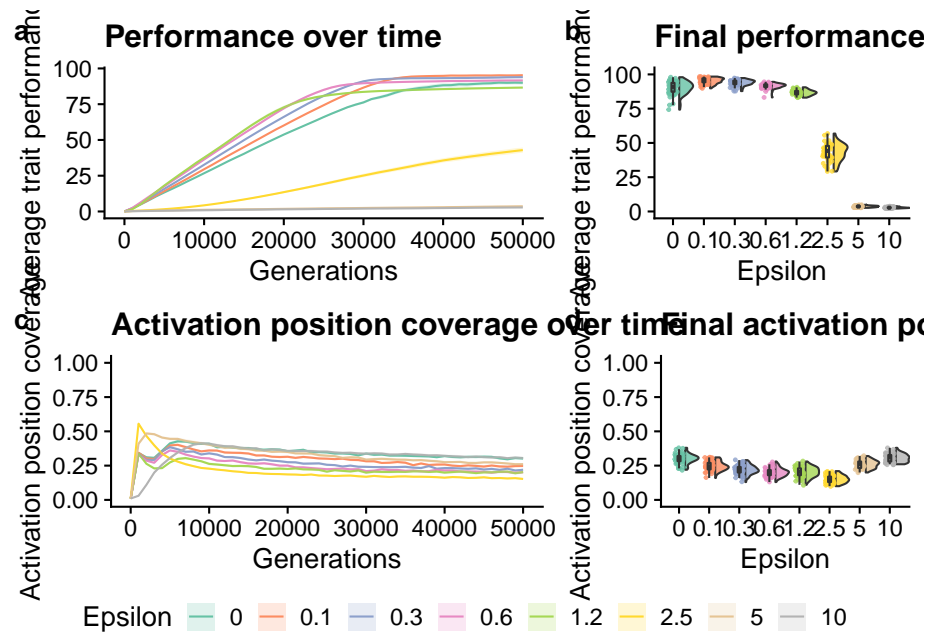 a
Performance over time
Average trait performanc
100
75
50
25
0
0 10000 20000 30000 40000 50000
Generations
b
Final performance
Average trait performanc
100
75
50
25
0
0 0.1 0.3 0.6 1.2 2.5 5 10
Epsilon
c
Activation position coverage over time
Activation position coverage
1.00
0.75
0.50
0.25
0.00
0 10000 20000 30000 40000 50000
Generations
d
Final activation po
Activation position coverage
1.00
0.75
0.50
0.25
0.00
0 0.1 0.3 0.6 1.2 2.5 5 10
Epsilon
Epsilon 0 0.1 0.3 0.6 1.2 2.5 5 10